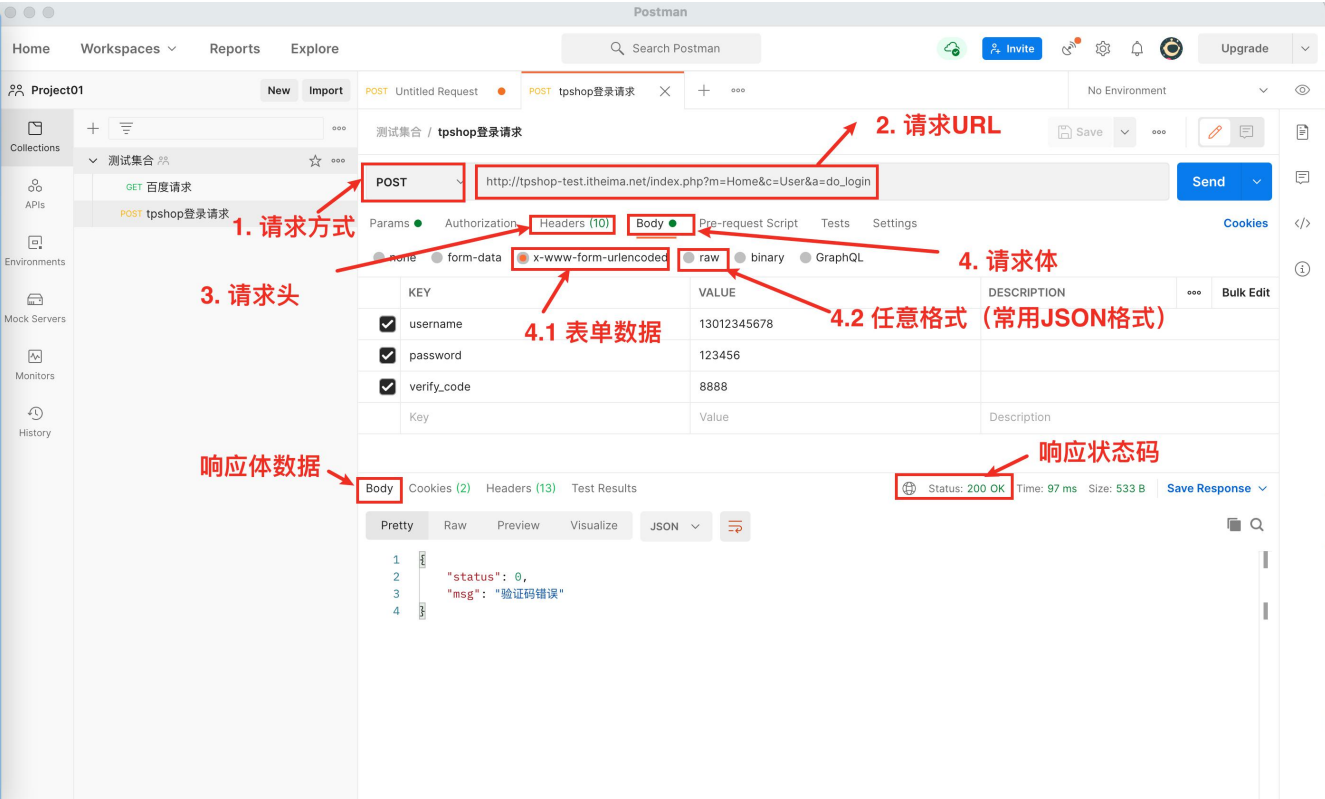 Postman
Home Workspaces Reports Explore Search Postman Invite Upgrade
Project01 New Import POST Untitled Request POST tpshop登录请求 No Environment
测试集合 / tpshop登录请求 2. 请求URL Save
Collections
测试集合
GET 百度请求
POST tpshop登录请求
POST http://tpshop-test.itheima.net/index.php?m=Home&c=User&a=do_login Send
APIs
1. 请求方式
Params Authorization Headers (10) Body Pre-request Script Tests Settings Cookies
Environments
none form-data x-www-form-urlencoded raw binary GraphQL
4. 请求体
3. 请求头
KEY VALUE DESCRIPTION Bulk Edit
Mock Servers
username 13012345678
4.1 表单数据
4.2 任意格式（常用JSON格式）
password 123456
Monitors
verify_code 8888
Key Value Description
History
响应体数据
响应状态码
Body Cookies (2) Headers (13) Test Results Status: 200 OK Time: 97 ms Size: 533 B Save Response
Pretty Raw Preview Visualize JSON
1 {
2 "status": 0,
3 "msg": "验证码错误"
4 }